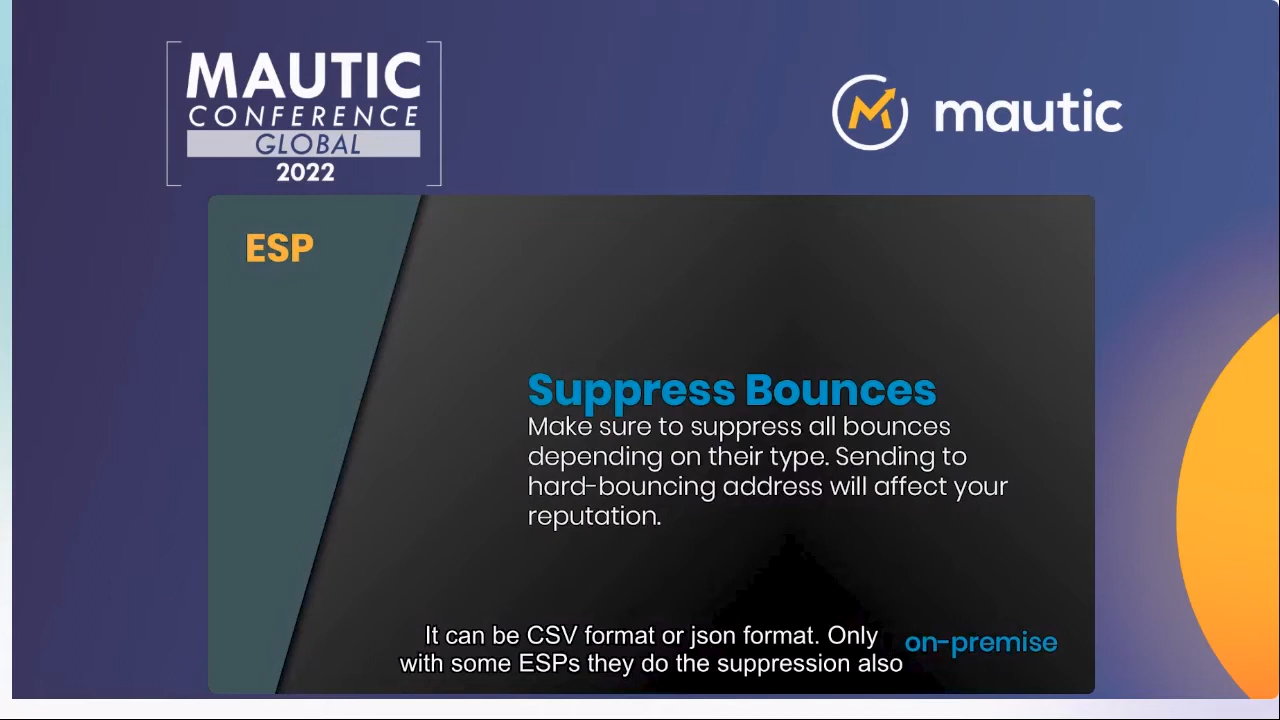 MAUTIC
CONFERENCE
GLOBAL
2022
mautic
ESP
Suppress Bounces
Make sure to suppress all bounces
depending on their type. Sending to
hard-bouncing address will affect your
reputation.
It can be CSV format or json format. Only
with some ESPs they do the suppression also
on-premise